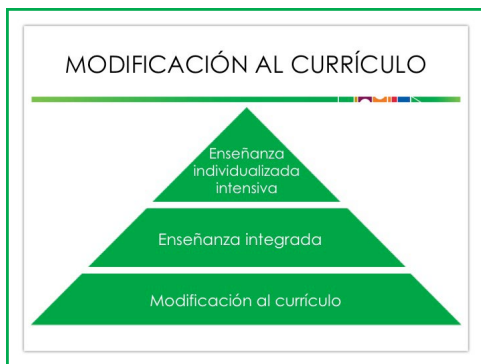 MODIFICACIÓN AL CURRÍCULO
Enseñanza
individualizada
intensiva
Enseñanza integrada
Modificación al currículo